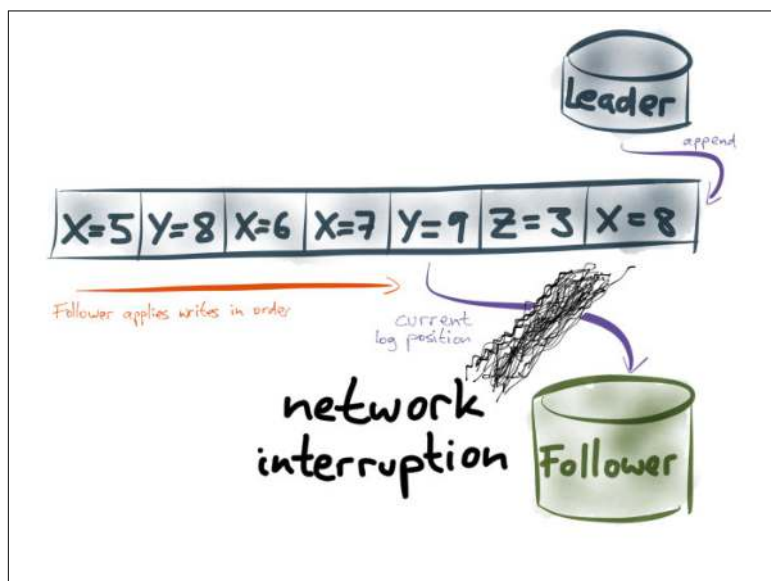 Leader
append
X=5 Y=8 X=6 X=7 Y=9 Z=3 X=8
Follower applies writes in order
current
log position
network
interruption
Follower